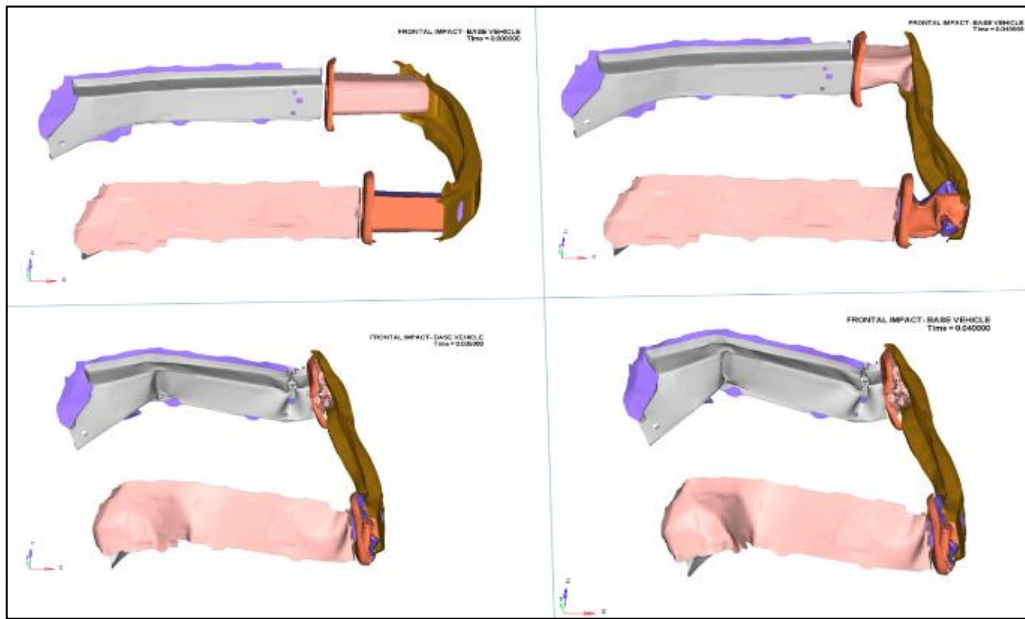 FRONTAL IMPACT- BASE VEHICLE
Time = 0.000000
FRONTAL IMPACT- BASE VEHICLE
FRONTAL IMPACT- BASE VEHICLE
FRONTAL IMPACT- BASE VEHICLE
Time = 0.040000